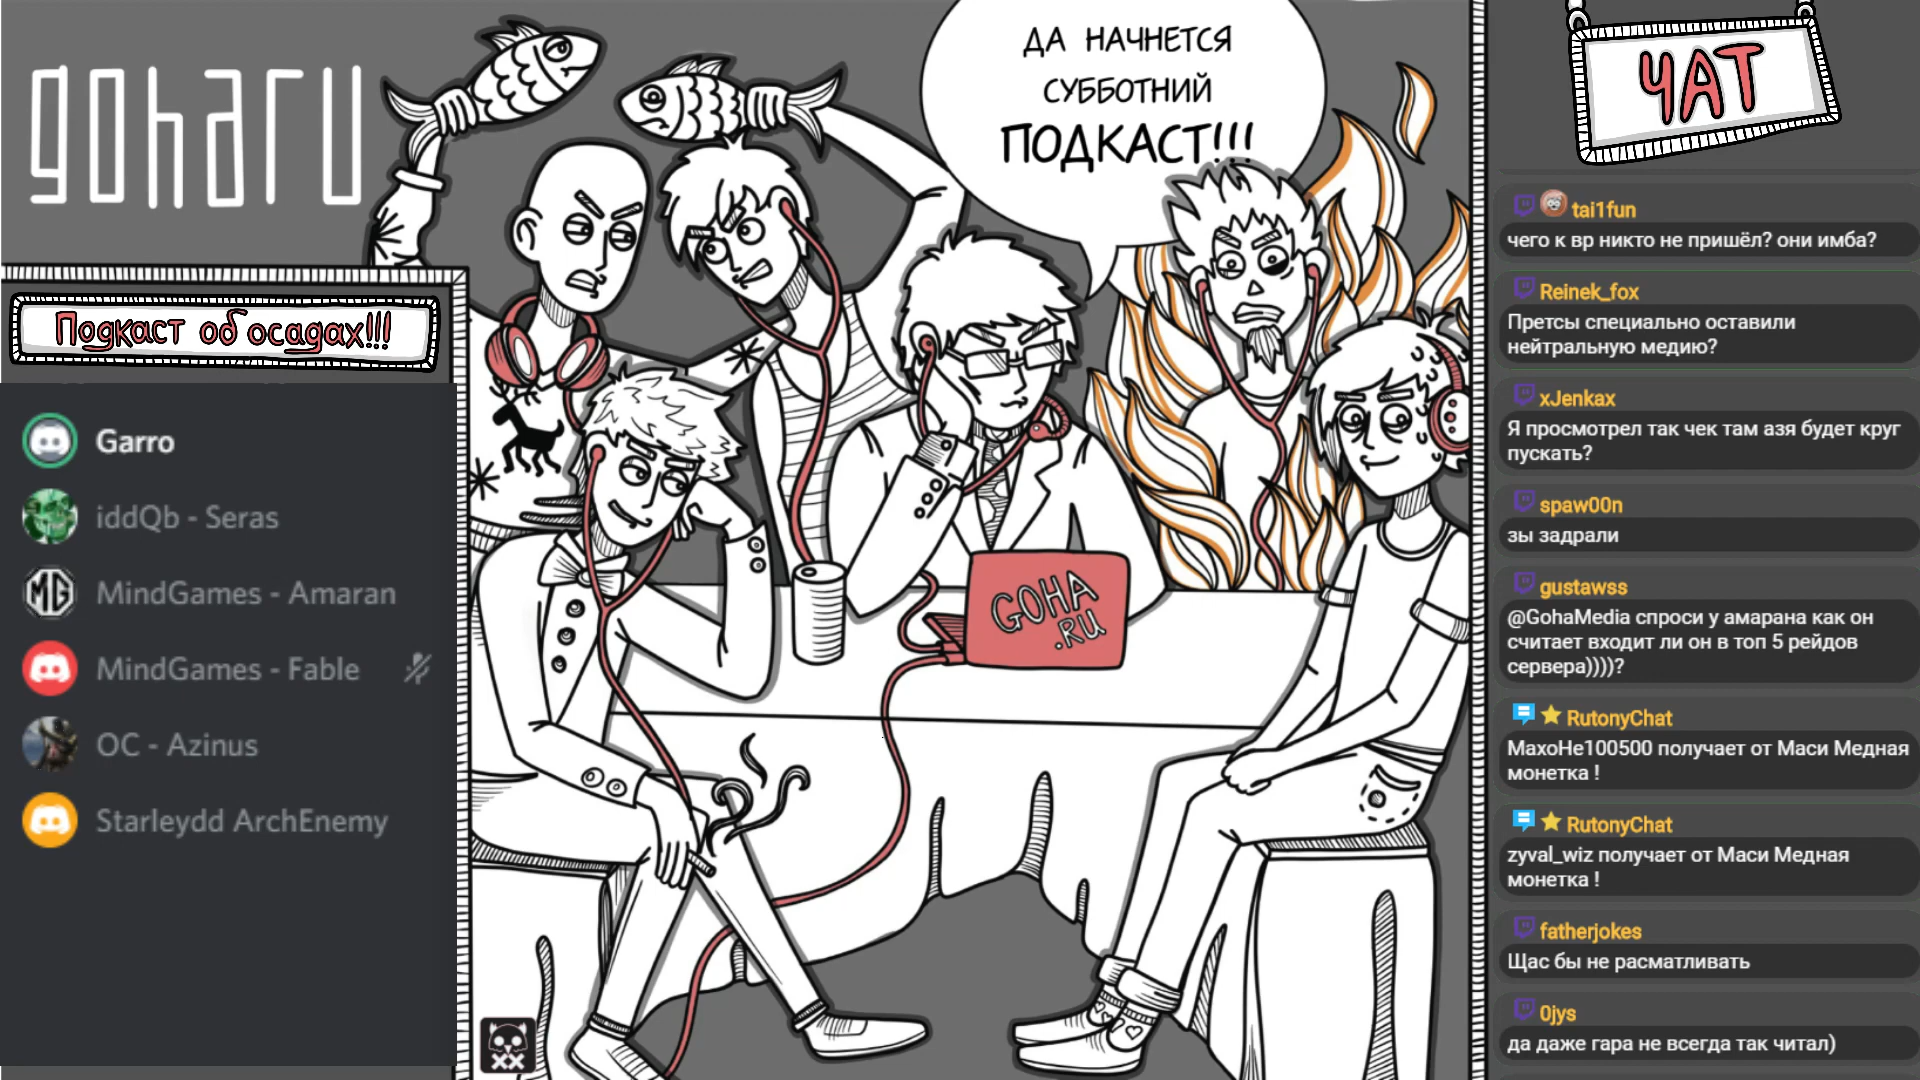 goharu
ДА НАЧНЕТСЯ
СУББОТНИЙ
ПОДКАСТ!!!
Подкаст об осадах!!!
Garro
iddQb - Seras
MG
MindGames - Amaran
MindGames - Fable
OC - Azinus
Starleydd ArchEnemy
GOHA
.RU
XX
ЧАТ
tai1fun
чего к вр никто не пришёл? они имба?
Reinek_fox
Претсы специально оставили
нейтральную медию?
xJenkax
Я просмотрел так чек там азя будет круг
пускать?
spaw00n
зы задрали
gustawss
@GohaMedia спроси у амарана как он
считает входит ли он в топ 5 рейдов
сервера))))?
RutonyChat
МахоНе100500 получает от Маси Медная
монетка !
RutonyChat
zyval_wiz получает от Маси Медная
монетка !
fatherjokes
Щас бы не расматливать
0jys
да даже гара не всегда так читал)